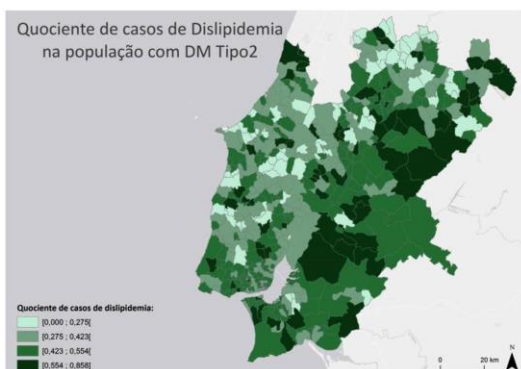 Quociente de casos de Dislipidemia
na população com DM Tipo2
Quociente de casos de dislipidemia:
[0,000 ; 0,275[
[0,275 ; 0,423[
[0,423 ; 0,554[
[0,554 ; 0,858[
N
0 20 km